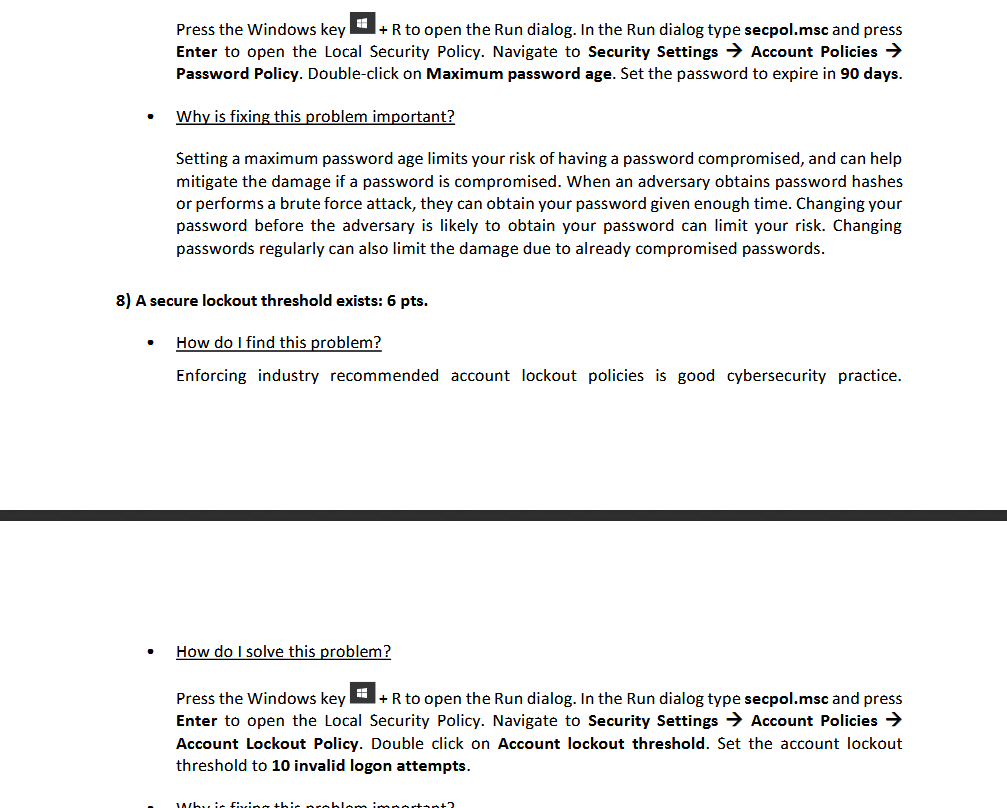 Press the Windows key + R to open the Run dialog. In the Run dialog type secpol.msc and press
Enter to open the Local Security Policy. Navigate to Security Settings → Account Policies →
Password Policy. Double-click on Maximum password age. Set the password to expire in 90 days.
• Why is fixing this problem important?
Setting a maximum password age limits your risk of having a password compromised, and can help
mitigate the damage if a password is compromised. When an adversary obtains password hashes
or performs a brute force attack, they can obtain your password given enough time. Changing your
password before the adversary is likely to obtain your password can limit your risk. Changing
passwords regularly can also limit the damage due to already compromised passwords.
8) A secure lockout threshold exists: 6 pts.
• How do I find this problem?
Enforcing industry recommended account lockout policies is good cybersecurity practice.
• How do I solve this problem?
Press the Windows key + R to open the Run dialog. In the Run dialog type secpol.msc and press
Enter to open the Local Security Policy. Navigate to Security Settings → Account Policies →
Account Lockout Policy. Double click on Account lockout threshold. Set the account lockout
threshold to 10 invalid logon attempts.
• Why is fixing this problem important?